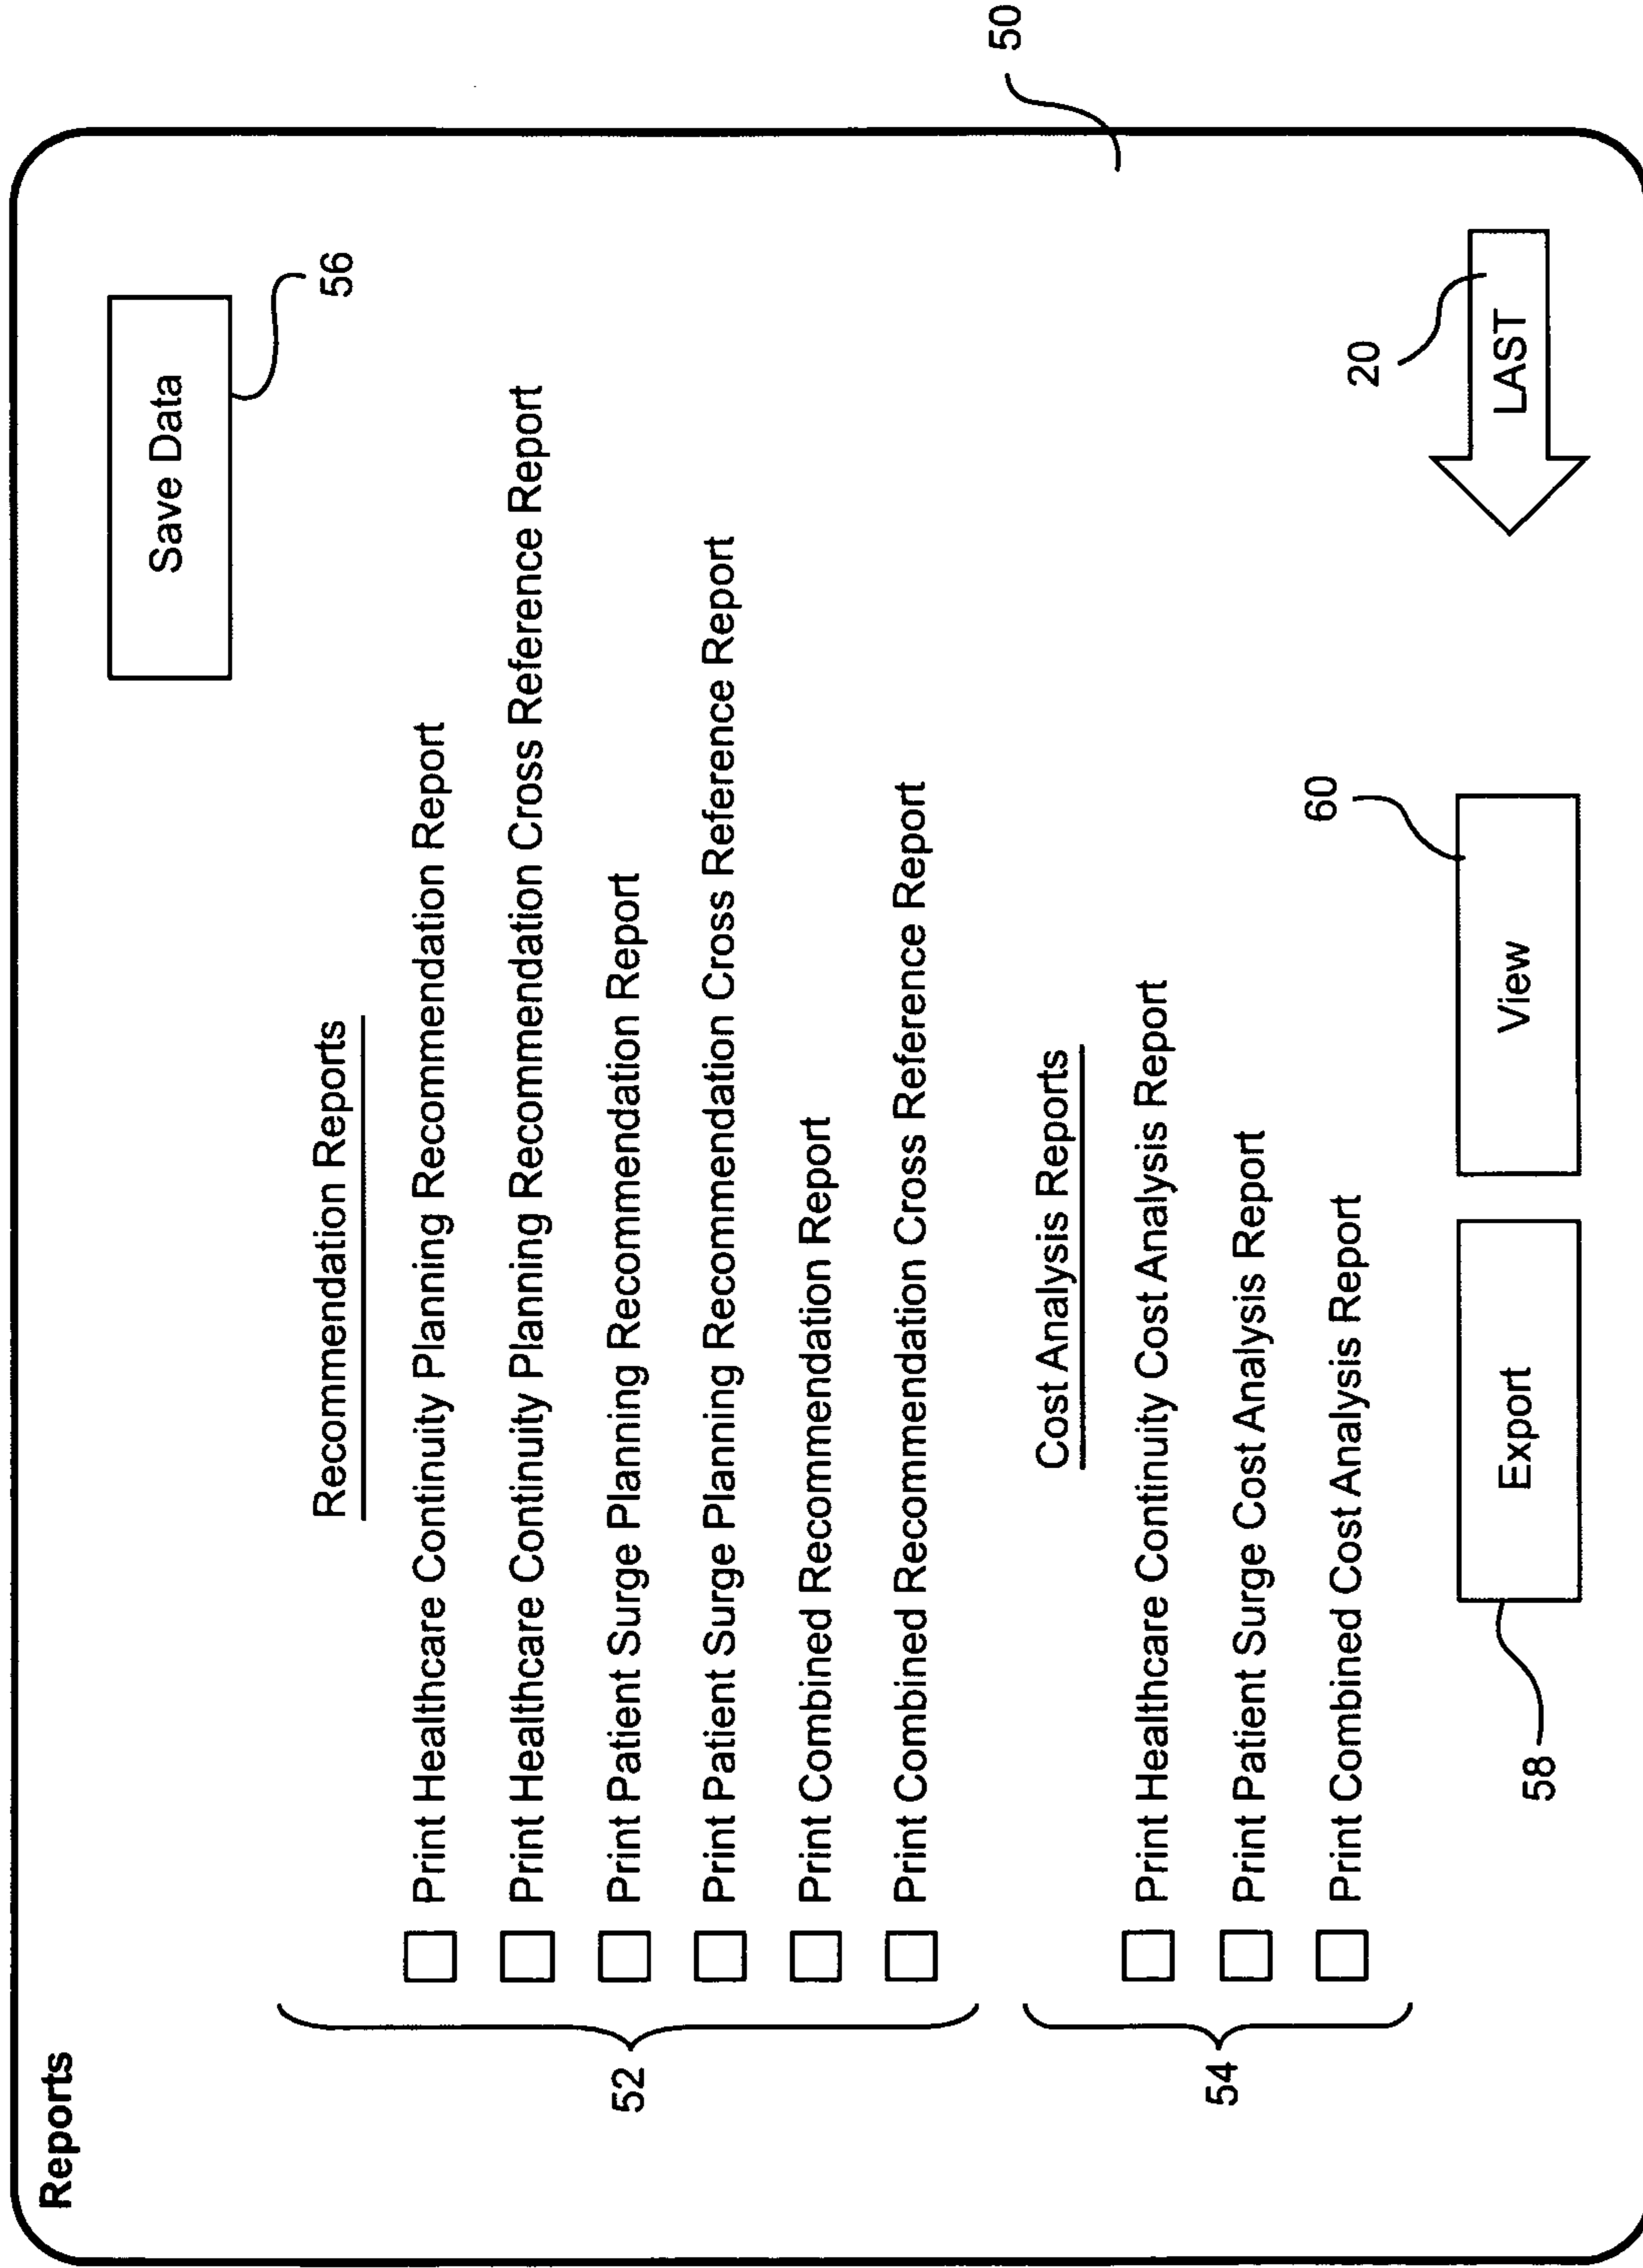 Reports
Save Data
56
Recommendation Reports
Print Healthcare Continuity Planning Recommendation Report
Print Healthcare Continuity Planning Recommendation Cross Reference Report
Print Patient Surge Planning Recommendation Report
52
Print Patient Surge Planning Recommendation Cross Reference Report
Print Combined Recommendation Report
Print Combined Recommendation Cross Reference Report
50
Cost Analysis Reports
Print Healthcare Continuity Cost Analysis Report
54
Print Patient Surge Cost Analysis Report
Print Combined Cost Analysis Report
60
20
Export
View
LAST
58